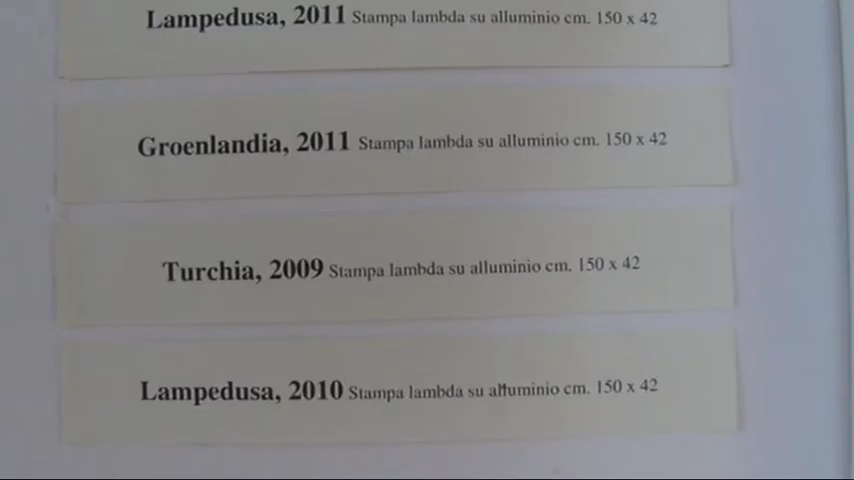 Lampedusa, 2011 Stampa lambda su alluminio cm. 150 x 42
Groenlandia, 2011 Stampa lambda su alluminio cm. 150 x 42
Turchia, 2009 Stampa lambda su alluminio cm. 150 x 42
Lampedusa, 2010 Stampa lambda su alluminio cm. 150 x 42